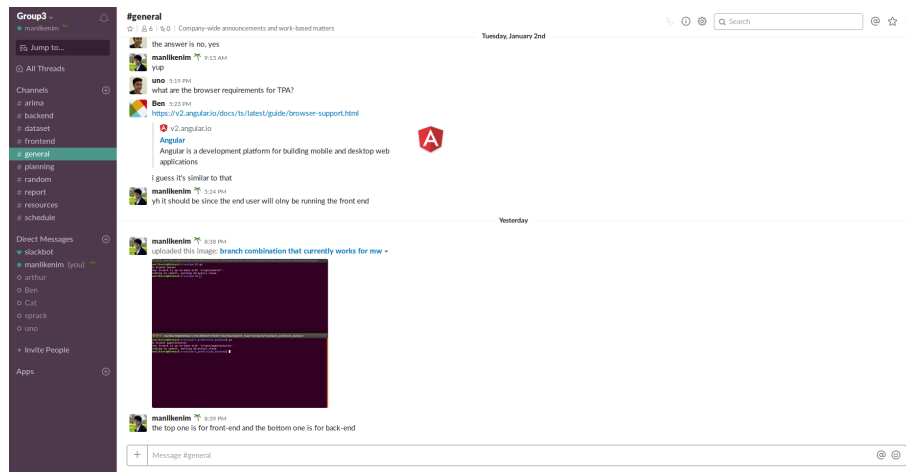 Group3
manlikenim
Jump to...
All Threads
Channels
# arima
# backend
# dataset
# frontend
# general
# planning
# random
# report
# resources
# schedule
Direct Messages
slackbot
manlikenim (you)
arthur
Ben
Cat
sprack
uno
+ Invite People
Apps
#general
6 | 0 | Company-wide announcements and work-based matters
Search
Tuesday, January 2nd
the answer is no, yes
manlikenim 9:13 AM
yup
uno 5:19 PM
what are the browser requirements for TPA?
Ben 5:23 PM
https://v2.angular.io/docs/ts/latest/guide/browser-support.html
v2.angular.io
Angular
Angular is a development platform for building mobile and desktop web
applications
A
i guess it's similar to that
manlikenim 5:24 PM
yh it should be since the end user will olny be running the front end
Yesterday
manlikenim 8:38 PM
uploaded this image: branch combination that currently works for mw
manlikenim 8:39 PM
the top one is for front-end and the bottom one is for back-end
+ Message #general